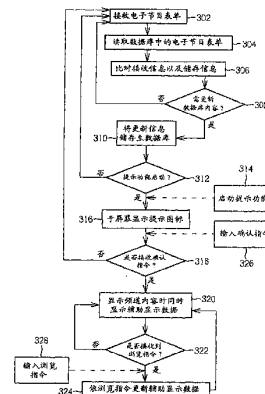 接收电子节目表单
302
读取数据库中的电子节目表单
304
比对接收信息以及储存信息
306
需更新
数据库内容?
308
否
是
310
将更新信息
储存至数据库
否
提示功能启动?
312
314
是
启动提示功能
316
于屏幕显示提示图标
输入确认指令
326
否
是否接收确认
指令?
318
是
显示频道内容时同时
显示辅助显示数据
320
328
否
是否接收到
浏览指令?
322
输入浏览
指令
是
324
依浏览指令更新辅助显示数据